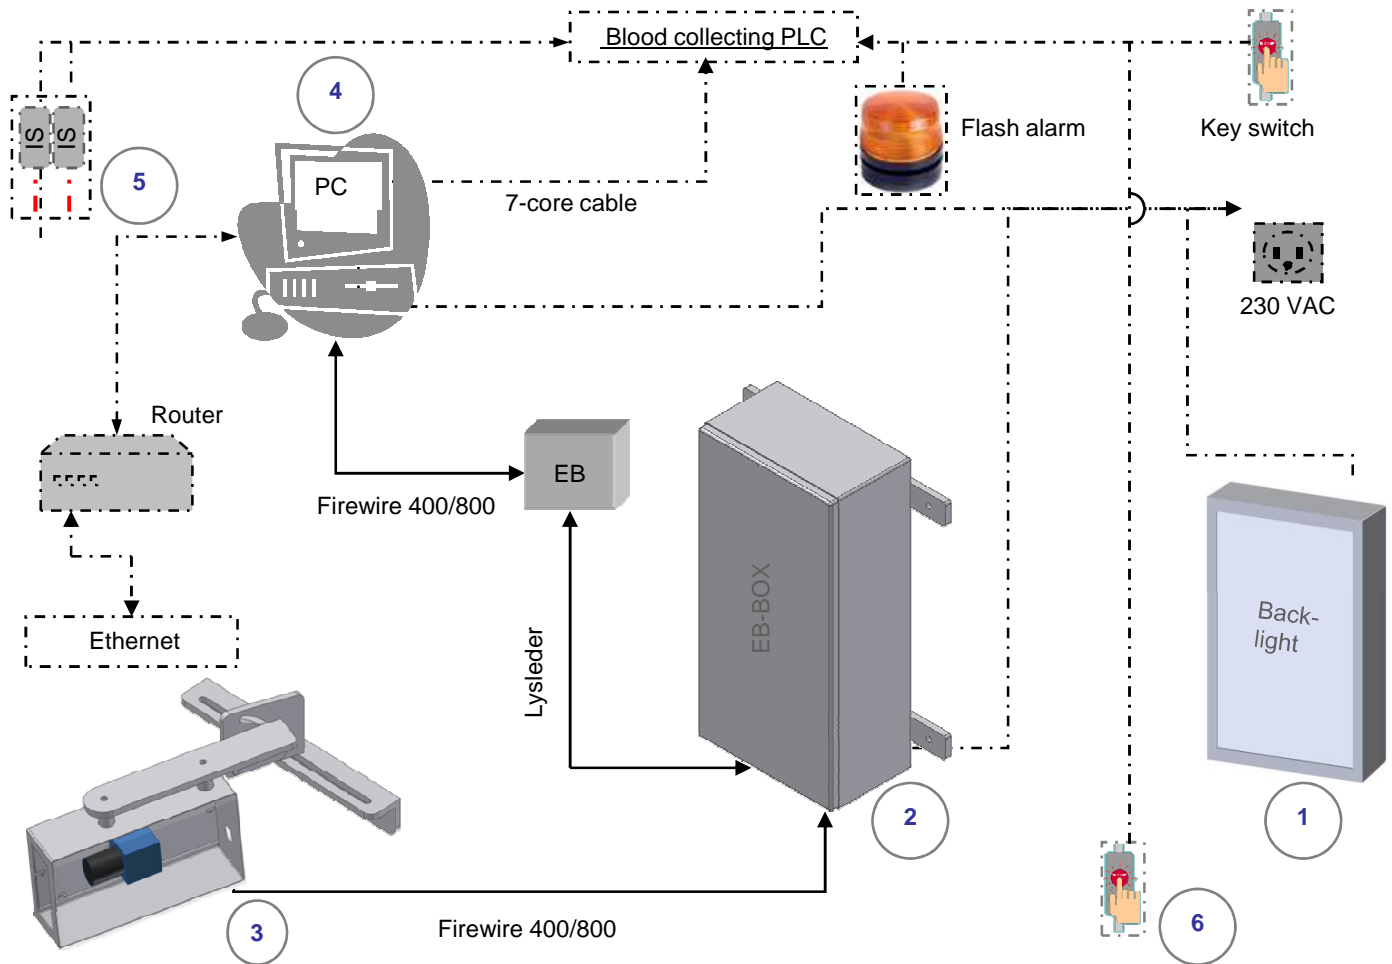 Blood collecting PLC
4
IS
IS
Flash alarm
Key switch
5
PC
7-core cable
230 VAC
Router
EB
Firewire 400/800
EB-BOX
Back-
light
Ethernet
Lysleder
2
1
3
Firewire 400/800
6